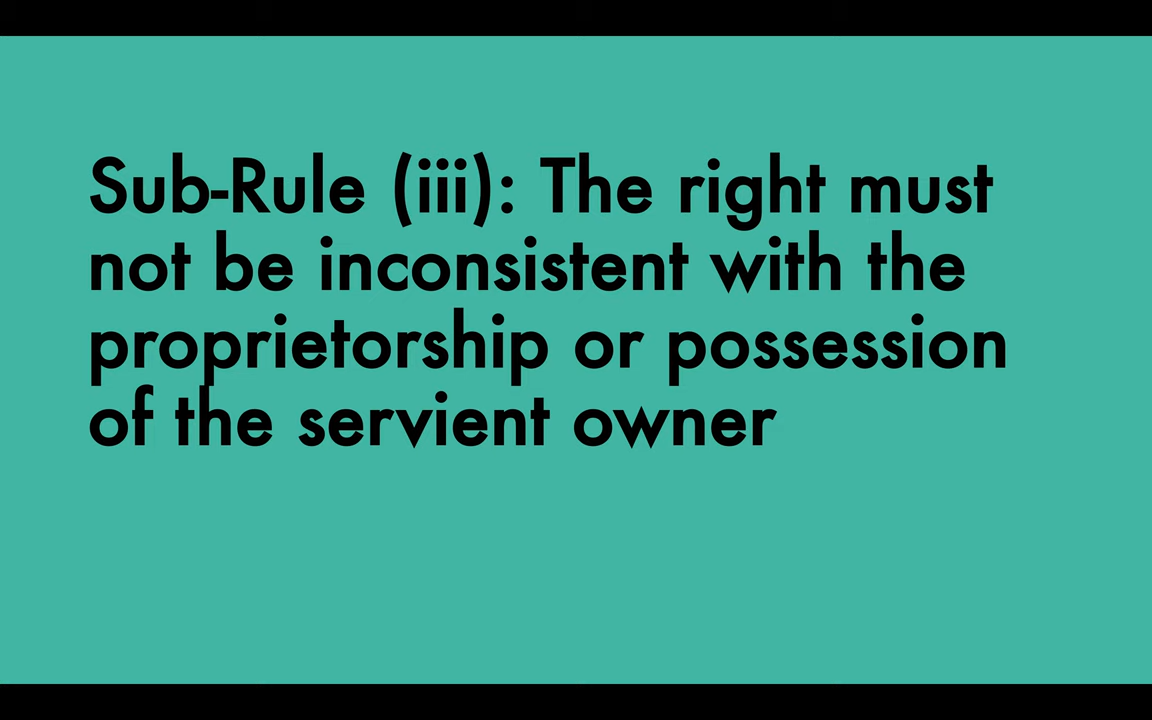 Sub-Rule (iii): The right must
not be inconsistent with the
proprietorship or possession
of the servient owner